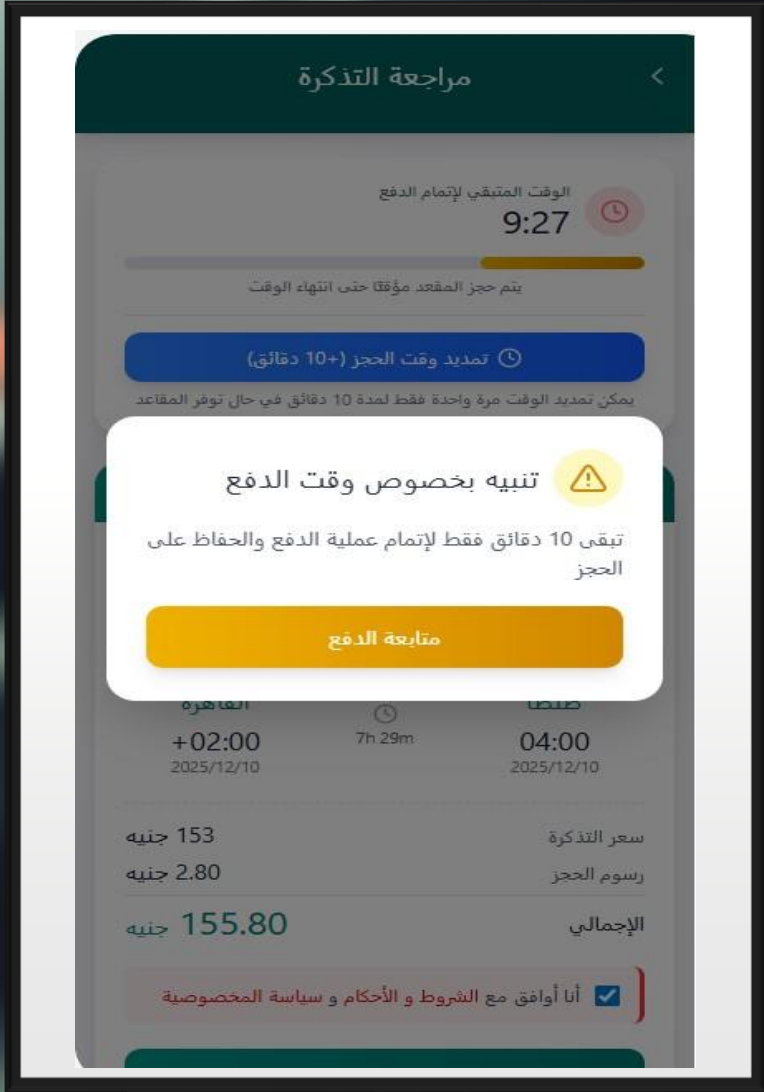 مراجعة التذكرة
الوقت المتبقي لإتمام الدفع
9:27
يتم حجز المقعد مؤقتًا حتى انتهاء الوقت
تمديد وقت الحجز (+10 دقائق)
يمكن تمديد الوقت مرة واحدة فقط لمدة 10 دقائق في حال توفر المقاعد
تنبيه بخصوص وقت الدفع
تبقى 10 دقائق فقط لإتمام عملية الدفع والحفاظ على
الحجز
متابعة الدفع
طنطا القاهرة
04:00 7h 29m +02:00
2025/12/10 2025/12/10
سعر التذكرة 153 جنيه
رسوم الحجز 2.80 جنيه
الإجمالي 155.80 جنيه
أنا أوافق مع الشروط و الأحكام و سياسة المخصوصية